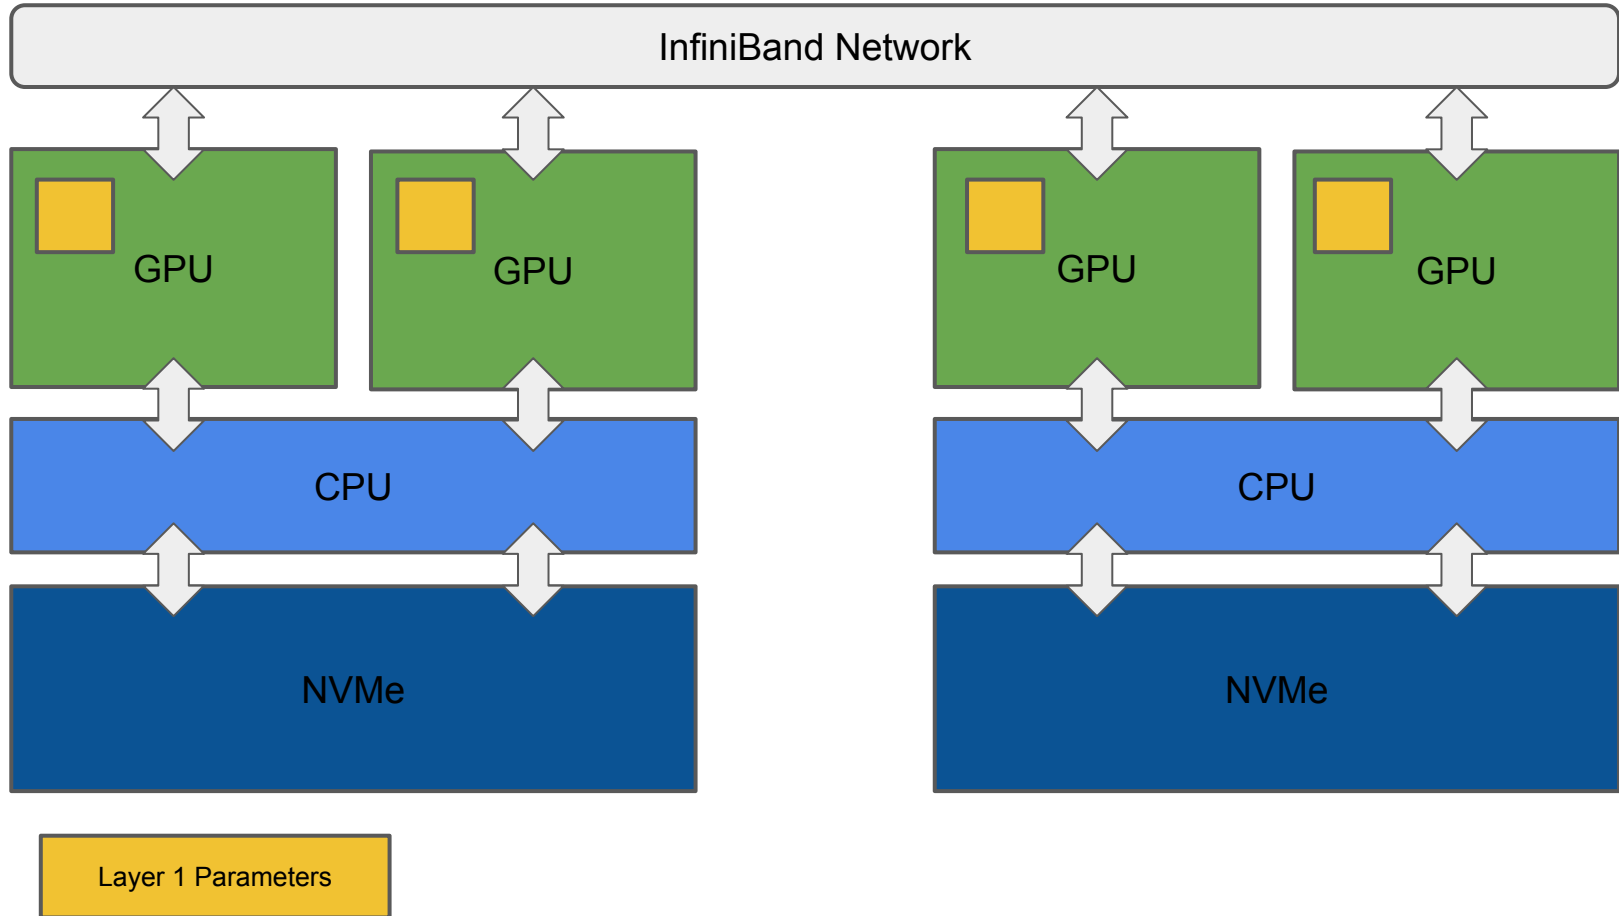 InfiniBand Network
GPU
GPU
GPU
GPU
CPU
CPU
NVMe
NVMe
Layer 1 Parameters